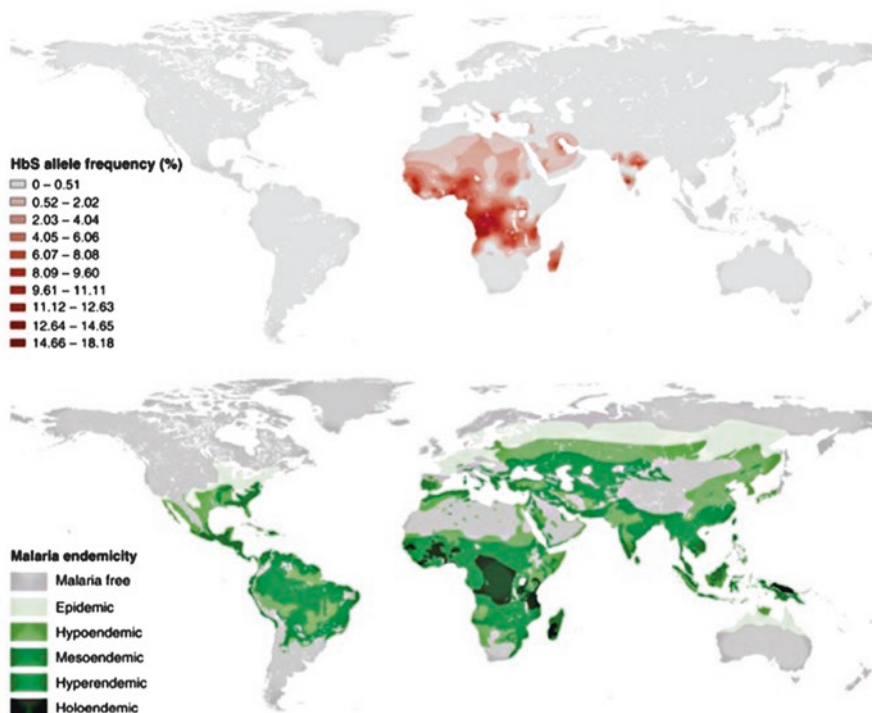 HbS allele frequency (%)
0 – 0.51
0.52 – 2.02
2.03 – 4.04
4.05 – 6.06
6.07 – 8.08
8.09 – 9.60
9.61 – 11.11
11.12 – 12.63
12.64 – 14.65
14.66 – 18.18
Malaria endemicity
Malaria free
Epidemic
Hypoendemic
Mesoendemic
Hyperendemic
Holoendemic